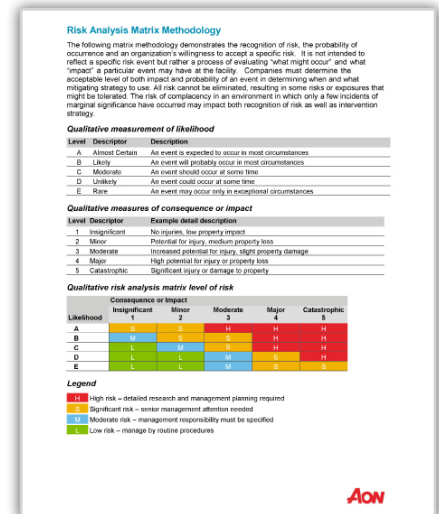 Risk Analysis Matrix Methodology
The following matrix methodology demonstrates the recognition of risk, the probability of
occurrence and an organization's willingness to accept a specific risk. It is not intended to
reflect a specific risk event but rather a process of evaluating "what might occur" and what
"impact" a particular event may have at the facility. Companies must determine the
acceptable level of both impact and probability of an event in determining when and what
mitigating strategy to use. All risk cannot be eliminated, resulting in some risks or exposures that
might be tolerated. The risk of complacency in an environment in which only a few incidents of
marginal significance have occurred may impact both recognition of risk as well as intervention
strategy.
Qualitative measurement of likelihood
Level Descriptor Description
A Almost Certain An event is expected to occur in most circumstances
B Likely An event will probably occur in most circumstances
C Moderate An event should occur at some time
D Unlikely An event could occur at some time
E Rare An event may occur only in exceptional circumstances
Qualitative measures of consequence or impact
Level Descriptor Example detail description
1 Insignificant No injuries, low property impact
2 Minor Potential for injury, medium property loss
3 Moderate Increased potential for injury, slight property damage
4 Major High potential for injury or property loss
5 Catastrophic Significant injury or damage to property
Qualitative risk analysis matrix level of risk
Consequence or Impact
Likelihood Insignificant Minor Moderate Major Catastrophic
1 2 3 4 5
A S S H H H
B M S S H H
C L M S H H
D L L M S H
E L L M S S
Legend
H High risk – detailed research and management planning required
S Significant risk – senior management attention needed
M Moderate risk – management responsibility must be specified
L Low risk – manage by routine procedures
AON